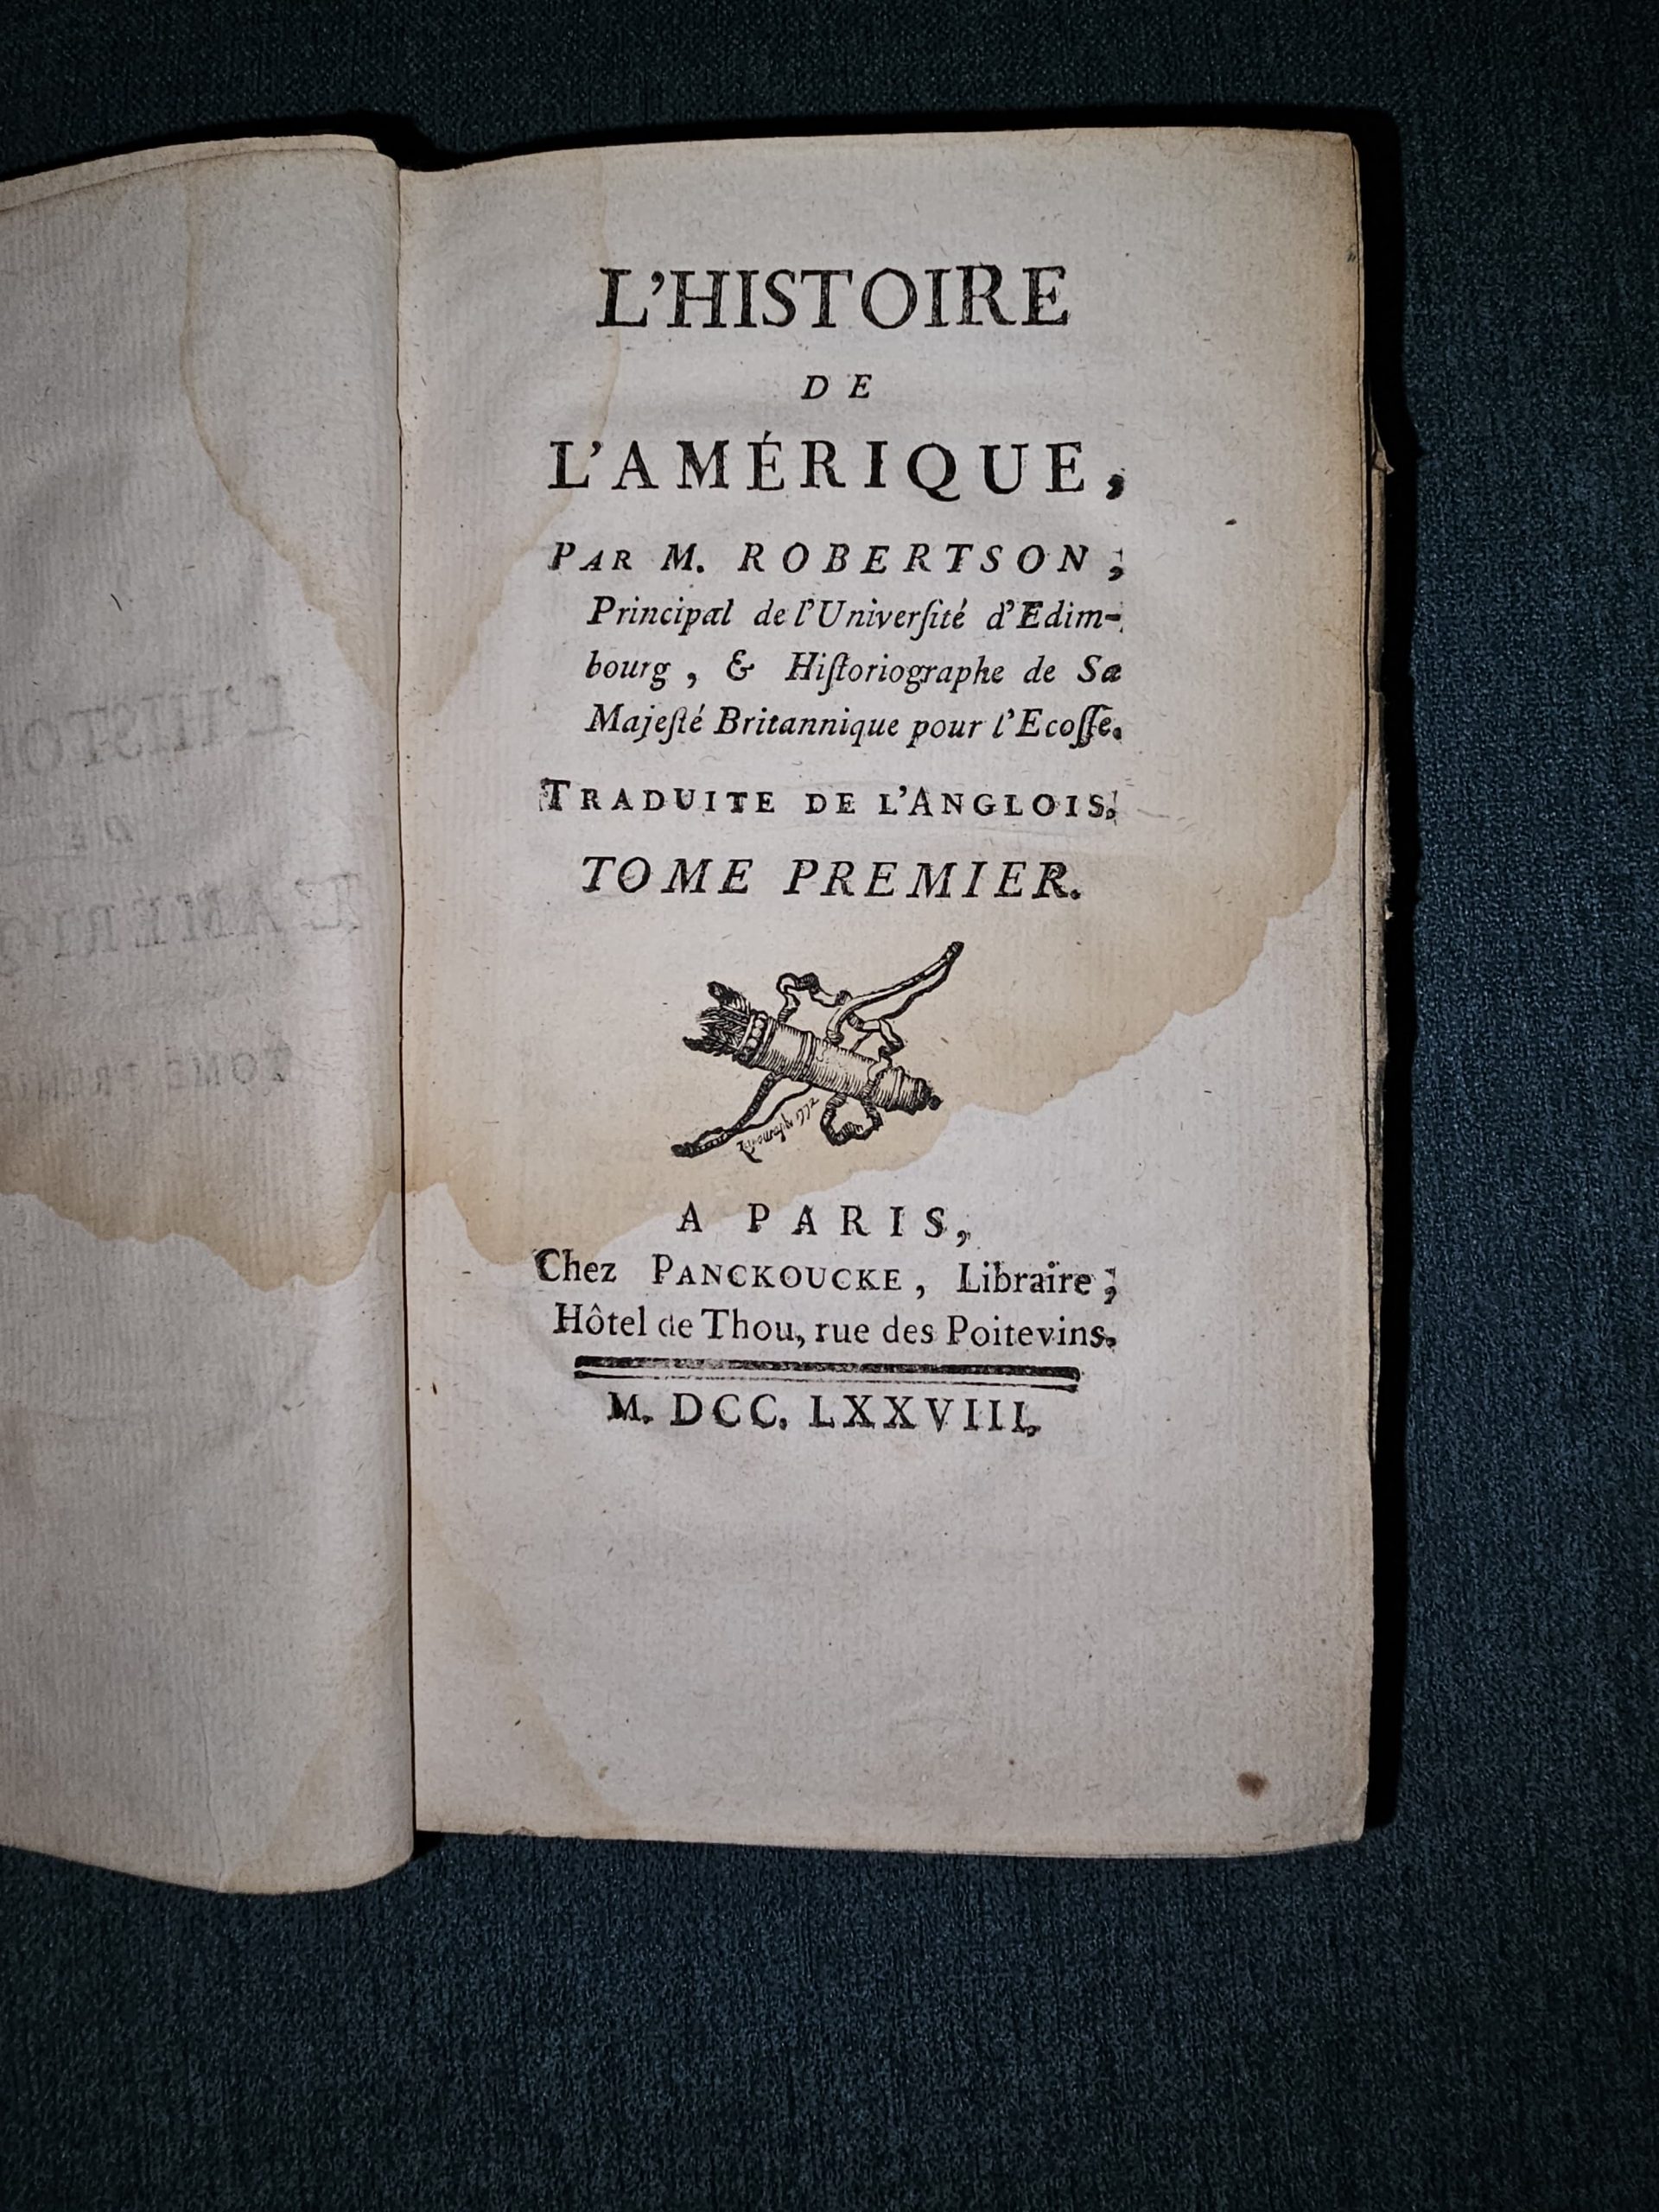 L'HISTOIRE
DE
L'AMÉRIQUE,
PAR M. ROBERTSON;
Principal de l'Univerſité d'Edim-
bourg, & Hiſtoriographe de Sa
Majeſté Britannique pour l'Ecoſſe.
TRADUITE DE L'ANGLOIS.
TOME PREMIER.
1772
A PARIS,
Chez PANCKOUCKE, Libraire;
Hôtel de Thou, rue des Poitevins.
M. DCC. LXXVIII.